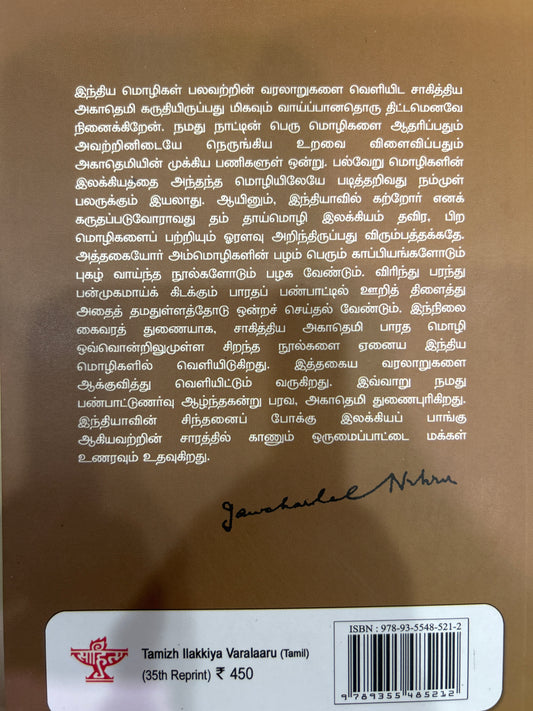 இந்திய மொழிகள் பலவற்றின் வரலாறுகளை வெளியிட சாகித்திய
அகாதெமி கருதியிருப்பது மிகவும் வாய்ப்பானதொரு திட்டமெனவே
நினைக்கிறேன். நமது நாட்டின் பெரு மொழிகளை ஆதரிப்பதும்
அவற்றினிடையே நெருங்கிய உறவை விளைவிப்பதும்
அகாதெமியின் முக்கிய பணிகளுள் ஒன்று. பல்வேறு மொழிகளின்
இலக்கியத்தை அந்தந்த மொழியிலேயே படித்தறிவது நம்முள்
பலருக்கும் இயலாது. ஆயினும், இந்தியாவில் கற்றோர் எனக்
கருதப்படுவோராவது தம் தாய்மொழி இலக்கியம் தவிர, பிற
மொழிகளைப் பற்றியும் ஓரளவு அறிந்திருப்பது விரும்பத்தக்கதே.
அத்தகையோர் அம்மொழிகளின் பழம் பெரும் காப்பியங்களோடும்
புகழ் வாய்ந்த நூல்களோடும் பழக வேண்டும். விரிந்து பரந்து
பன்முகமாய்க் கிடக்கும் பாரதப் பண்பாட்டில் ஊறித் திளைத்து
அதைத் தமதுள்ளத்தோடு ஒன்றச் செய்தல் வேண்டும். இந்நிலை
கைவரத் துணையாக, சாகித்திய அகாதெமி பாரத மொழி
ஒவ்வொன்றிலுமுள்ள சிறந்த நூல்களை ஏனைய இந்திய
மொழிகளில் வெளியிடுகிறது. இத்தகைய வரலாறுகளை
ஆக்குவித்து வெளியிட்டும் வருகிறது. இவ்வாறு நமது
பண்பாட்டுணர்வு ஆழ்ந்தகன்று பரவ, அகாதெமி துணைபுரிகிறது.
இந்தியாவின் சிந்தனைப் போக்கு இலக்கியப் பாங்கு
ஆகியவற்றின் சாரத்தில் காணும் ஒருமைப்பாட்டை மக்கள்
உணரவும் உதவுகிறது.
Jawaharlal Nehru
साहित्य
Tamizh Ilakkiya Varalaaru (Tamil)
(35th Reprint) ₹ 450
ISBN : 978-93-5548-521-2
9 789355 485212